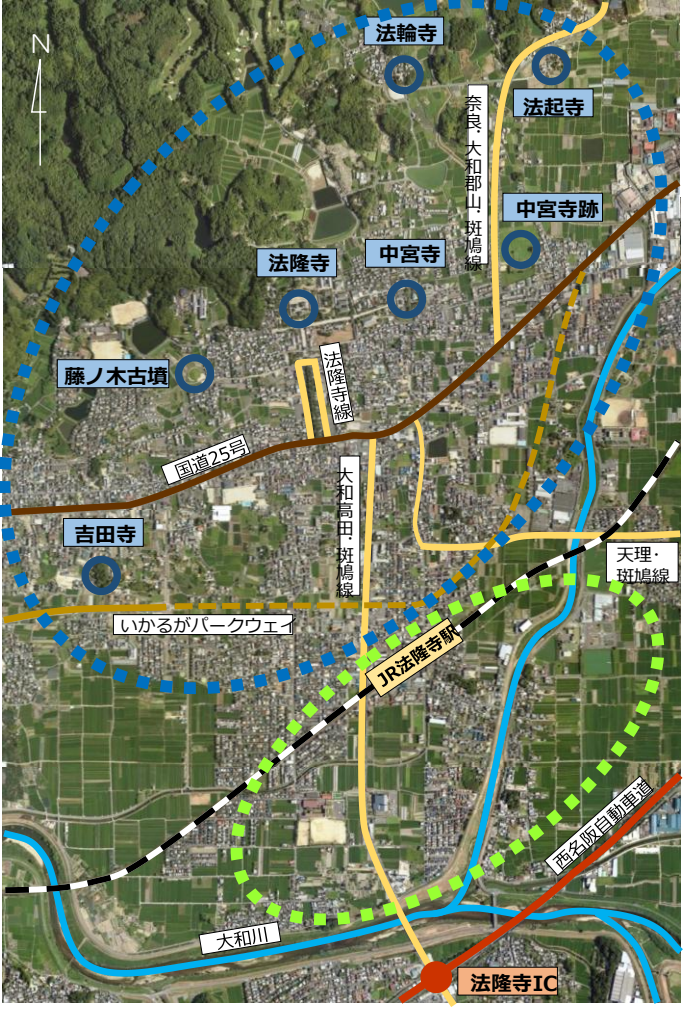 N
法輪寺
法起寺
奈良・大和郡山・斑鳩線
中宮寺跡
中宮寺
法隆寺
藤ノ木古墳
法隆寺線
国道25号
大和高田・斑鳩線
吉田寺
天理・
斑鳩線
いかるがパークウェイ
JR法隆寺駅
西名阪自動車道
大和川
法隆寺IC